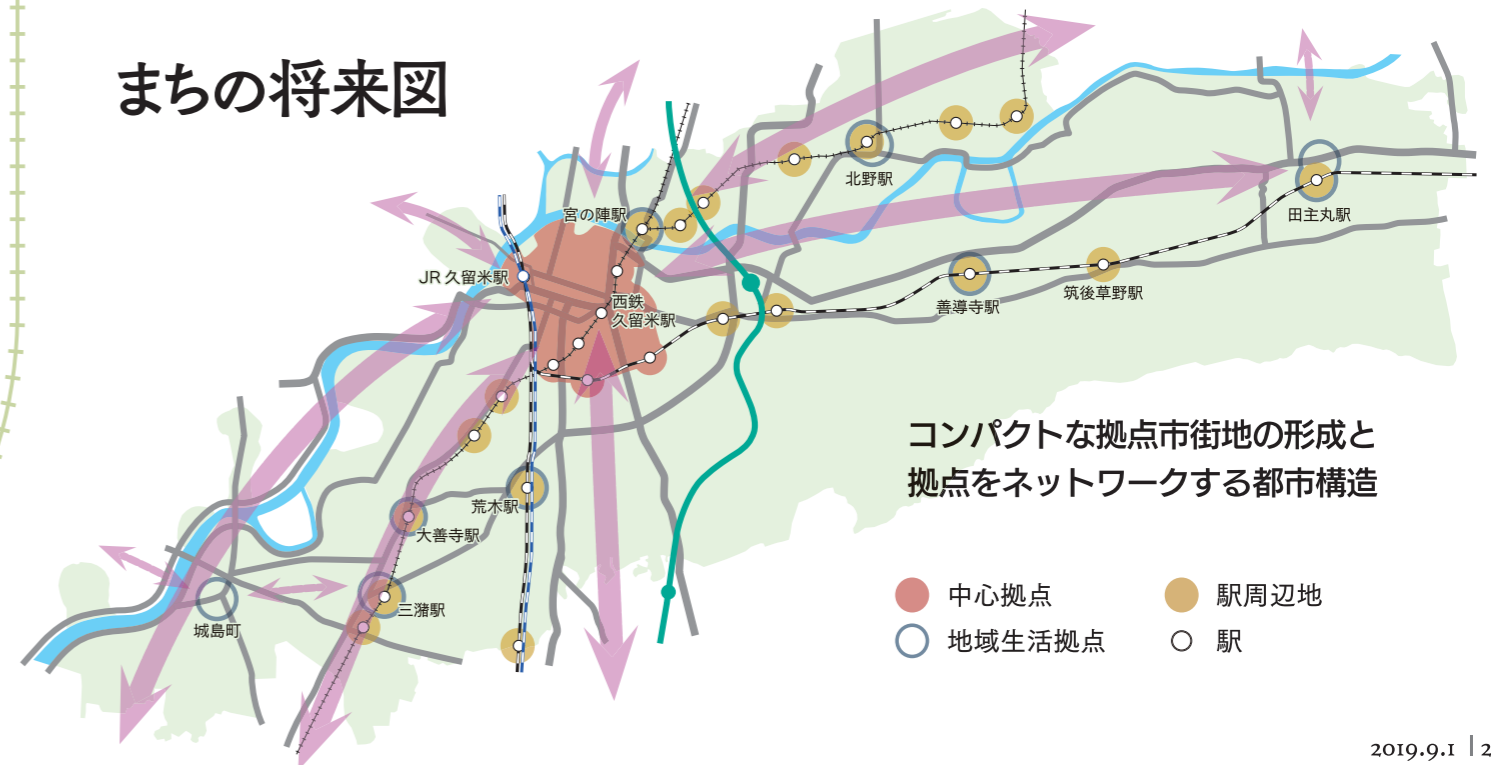 まちの将来図
北野駅
宮の陣駅
田主丸駅
JR 久留米駅
西鉄
久留米駅
善導寺駅
筑後草野駅
コンパクトな拠点市街地の形成と
拠点をネットワークする都市構造
荒木駅
大善寺駅
三潴駅
城島町
中心拠点
駅周辺地
地域生活拠点
駅
2019.9.1 | 2